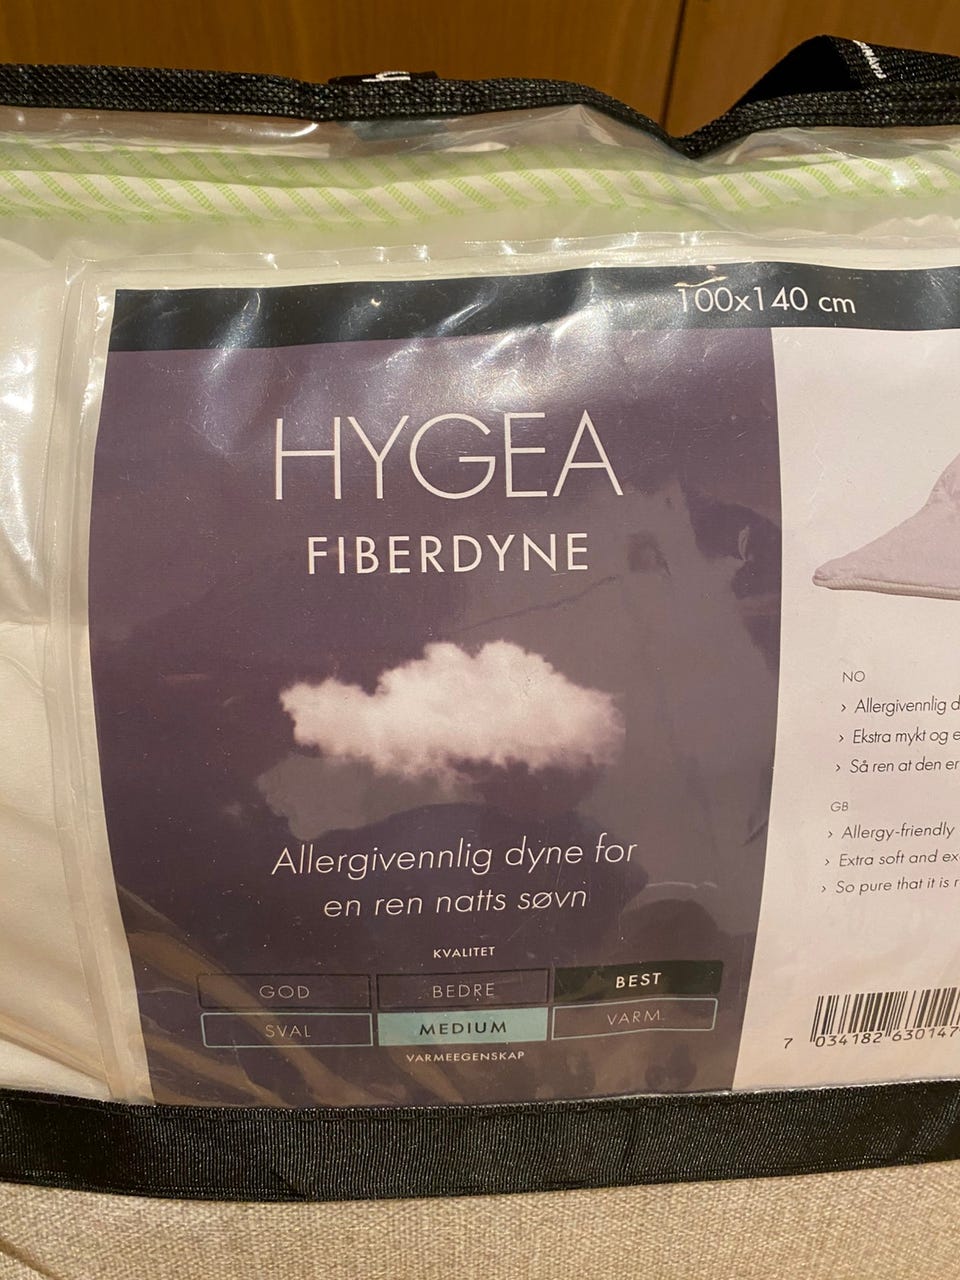 100x140 cm
HYGEA
FIBERDYNE
Allergivennlig dyne for
en ren natts søvn
KVALITET
GOD BEDRE BEST
SVAL MEDIUM VARM
VARMEEGENSKAP
NO
› Allergivennlig d
› Ekstra mykt og e
› Så ren at den er
GB
› Allergy-friendly
› Extra soft and ex
› So pure that it is r
7 034182 630147